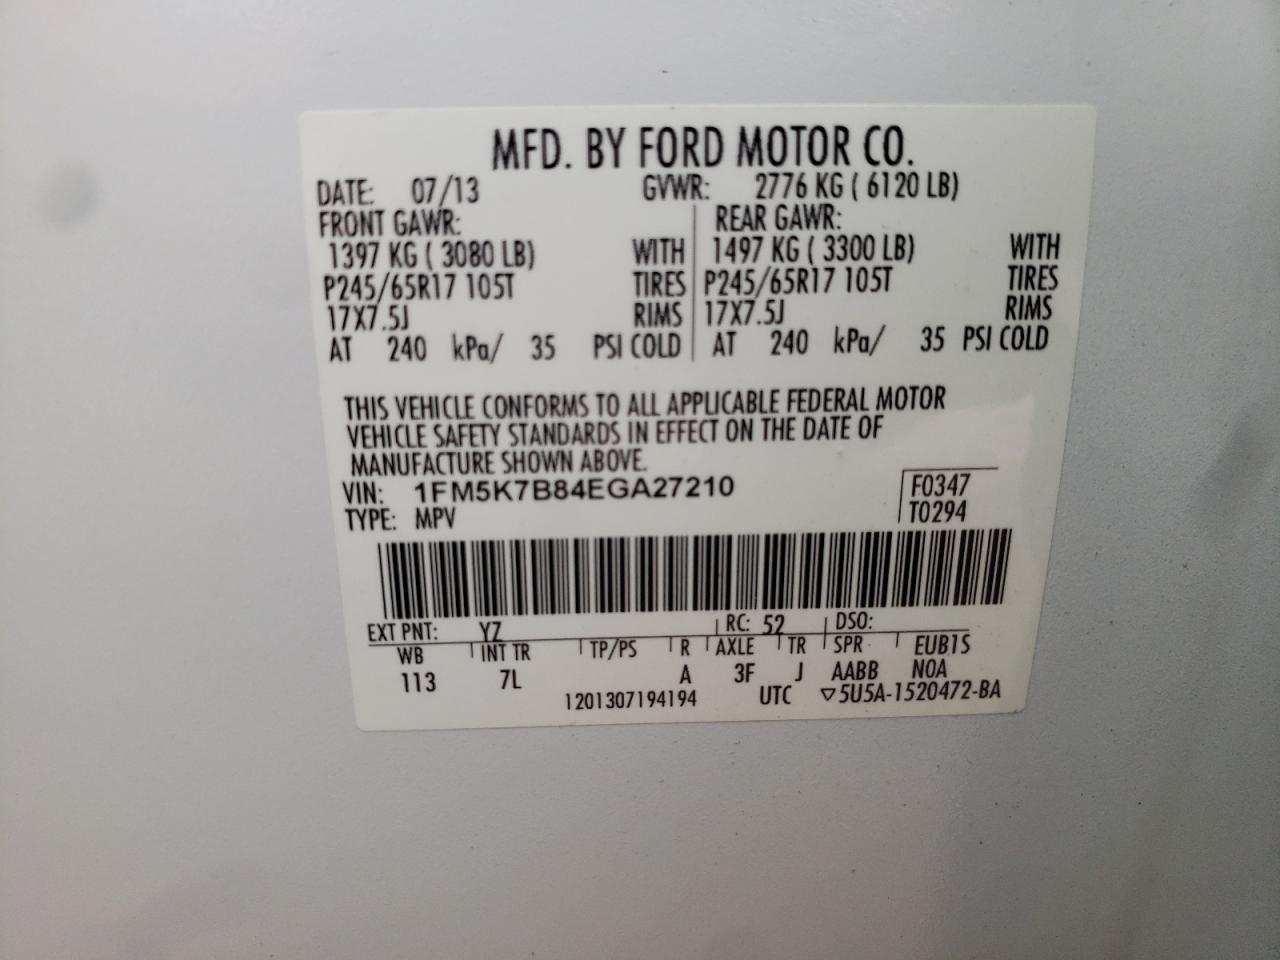 MFD. BY FORD MOTOR CO.
DATE: 07/13 GVWR: 2776 KG ( 6120 LB)
FRONT GAWR: REAR GAWR:
1397 KG ( 3080 LB) WITH 1497 KG ( 3300 LB) WITH
P245/65R17 105T TIRES P245/65R17 105T TIRES
17X7.5J RIMS 17X7.5J RIMS
AT 240 kPa/ 35 PSI COLD AT 240 kPa/ 35 PSI COLD
THIS VEHICLE CONFORMS TO ALL APPLICABLE FEDERAL MOTOR
VEHICLE SAFETY STANDARDS IN EFFECT ON THE DATE OF
MANUFACTURE SHOWN ABOVE.
VIN: 1FM5K7B84EGA27210 F0347
TYPE: MPV T0294
EXT PNT: YZ RC: 52 DSO:
WB INT TR TP/PS R AXLE TR SPR EUB1S
113 7L A 3F J AABB N0A
1201307194194 UTC ▽5U5A-1520472-BA